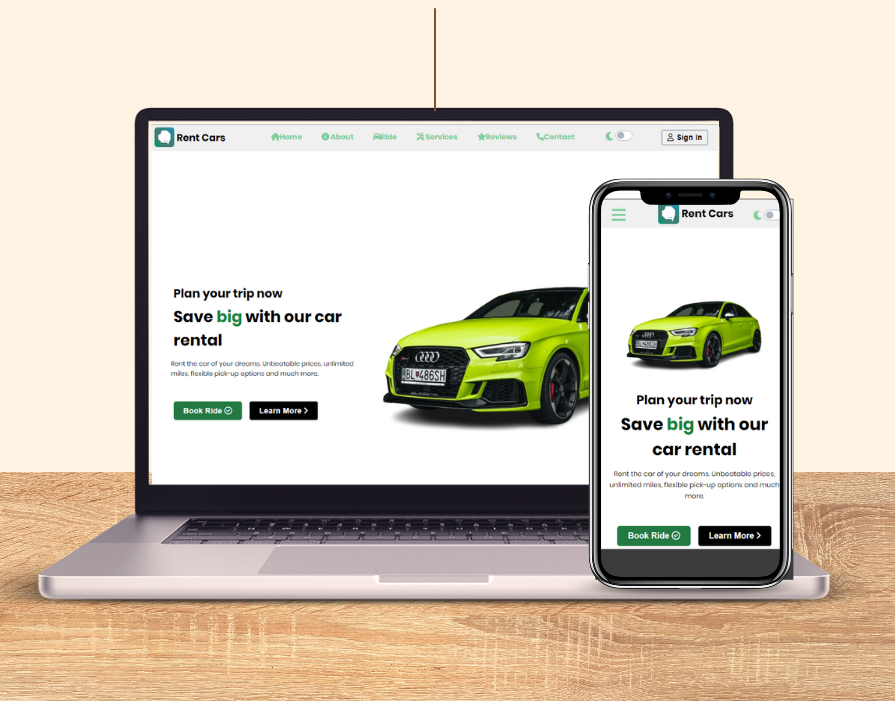 Rent Cars
Home About Ride Services Reviews Contact
Sign In
Plan your trip now
Save big with our car
rental
Rent the car of your dreams. Unbeatable prices, unlimited
miles, flexible pick-up options and much more.
Book Ride Learn More
BL 486SH
Rent Cars
Plan your trip now
Save big with our
car rental
Rent the car of your dreams. Unbeatable prices,
unlimited miles, flexible pick-up options and much
more.
Book Ride Learn More